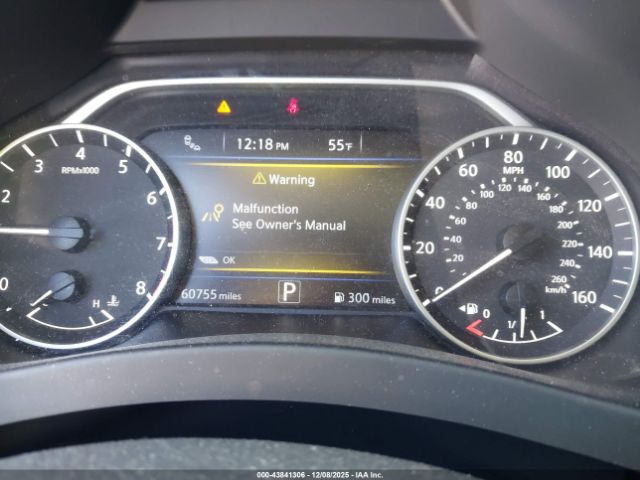 12:18 PM 55°F
Warning
Malfunction
See Owner's Manual
OK
60755 miles P 300 miles
0 2 3 4 5 6 7 8
RPMx1000
H
0 20 40 60 80 100 120 140 160
MPH
20 40 60 80 100 120 140 160 180 200 220 240 260
km/h
0 1/ 1
00-43841306 - 12/08/2025 - IAA Inc.